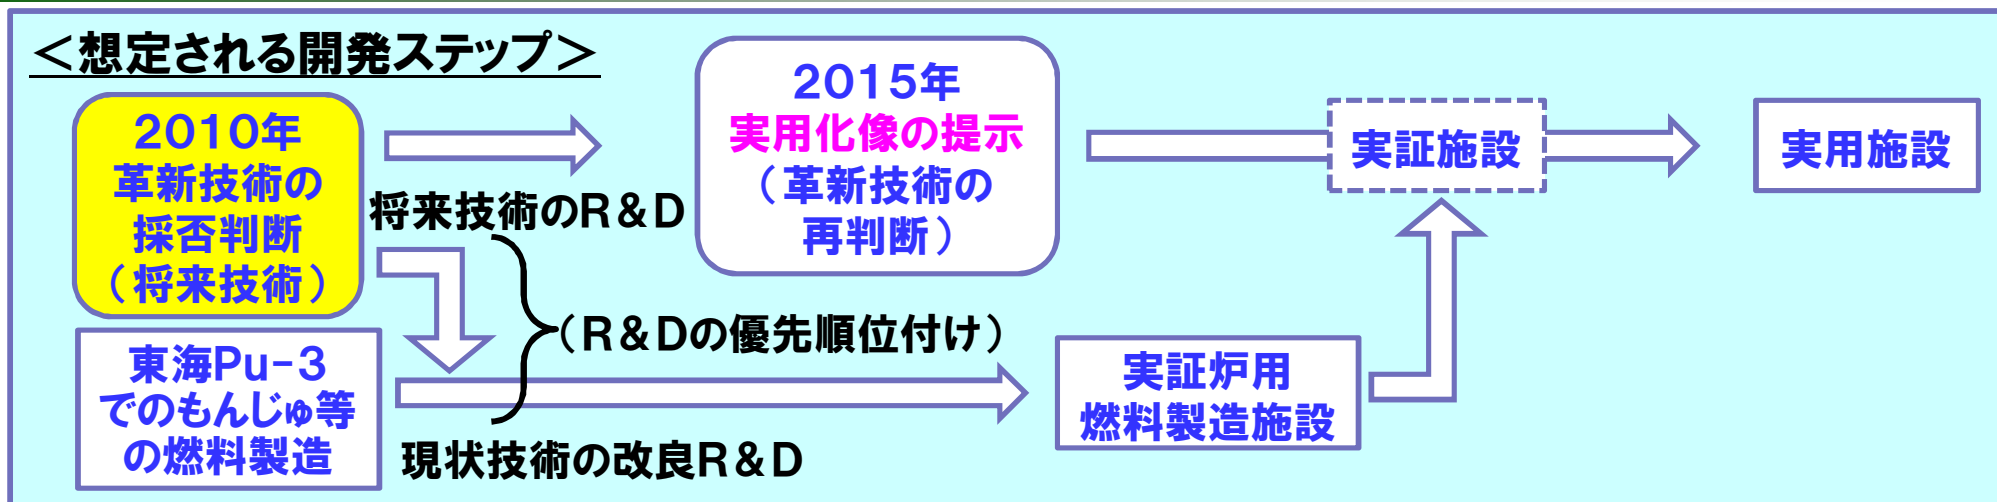 ＜想定される開発ステップ＞
２０１０年
革新技術の
採否判断
（将来技術）
将来技術のR＆D
２０１５年
実用化像の提示
（革新技術の
再判断）
実証施設
実用施設
（R＆Dの優先順位付け）
東海Pu-3
でのもんじゅ等
の燃料製造
現状技術の改良R＆D
実証炉用
燃料製造施設